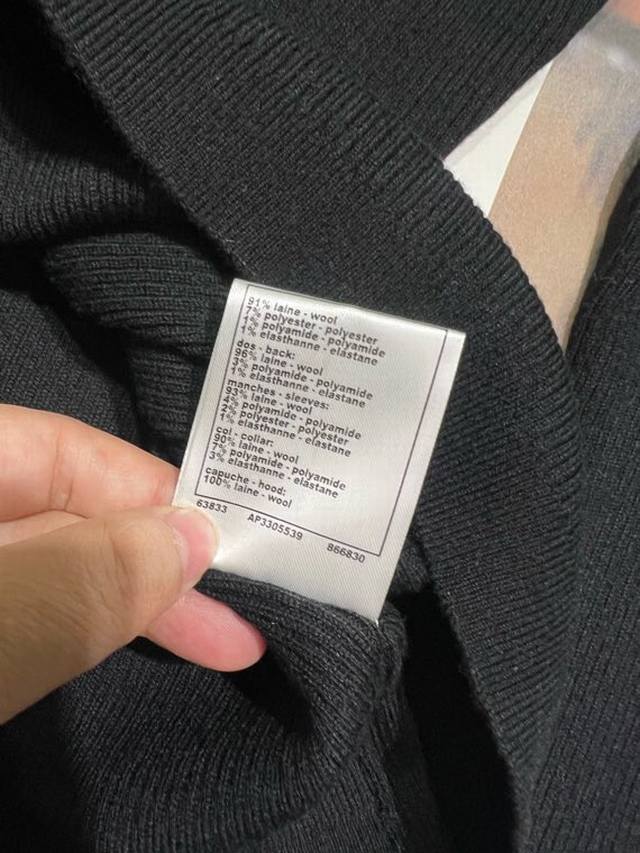 91% laine - wool
7% polyester - polyester
1% polyamide - polyamide
1% elasthanne - elastane
dos - back:
96% laine - wool
3% polyamide - polyamide
1% elasthanne - elastane
manches - sleeves:
93% laine - wool
4% polyamide - polyamide
2% polyester - polyester
1% elasthanne - elastane
col - collar:
90% laine - wool
7% polyamide - polyamide
3% elasthanne - elastane
capuche - hood:
100% laine - wool
63833 AP3305539 866830